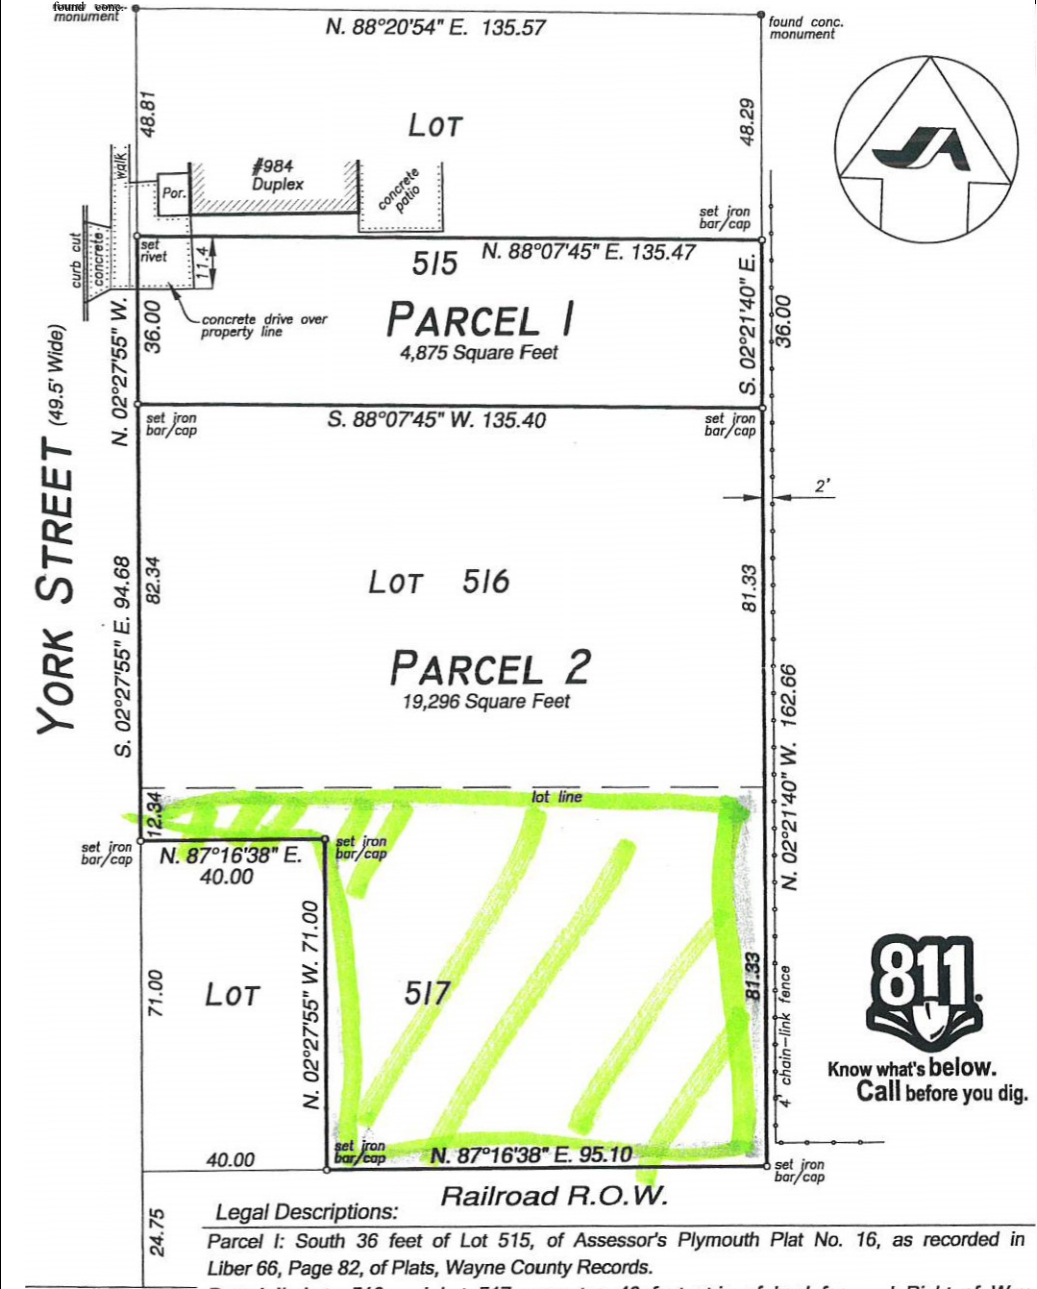 found conc.
monument
N. 88°20'54" E. 135.57
found conc.
monument
48.81
48.29
LOT
walk
#984
Duplex
Por.
concrete
patio
set iron
bar/cap
JA
curb cut
concrete
set
rivet
11.4
N. 88°07'45" E. 135.47
515
PARCEL 1
4,875 Square Feet
concrete drive over
property line
N. 02°27'55" W.
36.00
S. 02°21'40" E.
36.00
YORK STREET (49.5' Wide)
set iron
bar/cap
S. 88°07'45" W. 135.40
set iron
bar/cap
2'
S. 02°27'55" E. 94.68
82.34
LOT 516
81.33
PARCEL 2
19,296 Square Feet
N. 02°21'40" W. 162.66
12.34
lot line
set iron
bar/cap
N. 87°16'38" E.
40.00
set iron
bar/cap
71.00
LOT
N. 02°27'55" W. 71.00
517
81.33
4' chain-link fence
811
Know what's below.
Call before you dig.
40.00
set iron
bar/cap
N. 87°16'38" E. 95.10
set iron
bar/cap
Railroad R.O.W.
24.75
Legal Descriptions:
Parcel I: South 36 feet of Lot 515, of Assessor's Plymouth Plat No. 16, as recorded in
Liber 66, Page 82, of Plats, Wayne County Records.